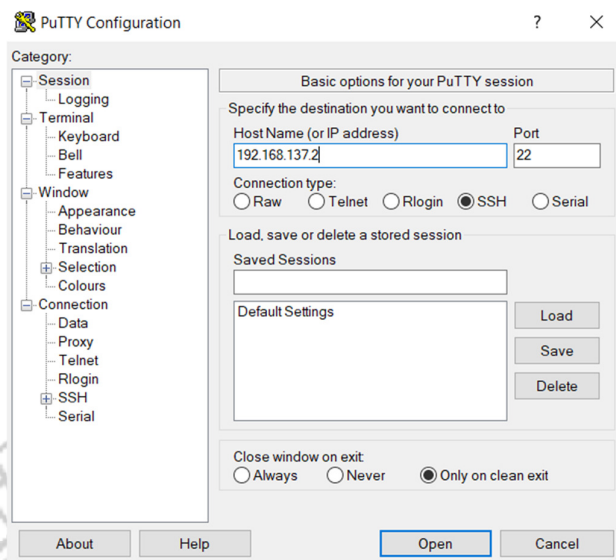 PuTTY Configuration
?
Category:
Session
Logging
Terminal
Keyboard
Bell
Features
Window
Appearance
Behaviour
Translation
Selection
Colours
Connection
Data
Proxy
Telnet
Rlogin
SSH
Serial
Basic options for your PuTTY session
Specify the destination you want to connect to
Host Name (or IP address) Port
192.168.137.2 22
Connection type:
Raw Telnet Rlogin SSH Serial
Load, save or delete a stored session
Saved Sessions
Default Settings
Load
Save
Delete
Close window on exit:
Always Never Only on clean exit
About Help Open Cancel